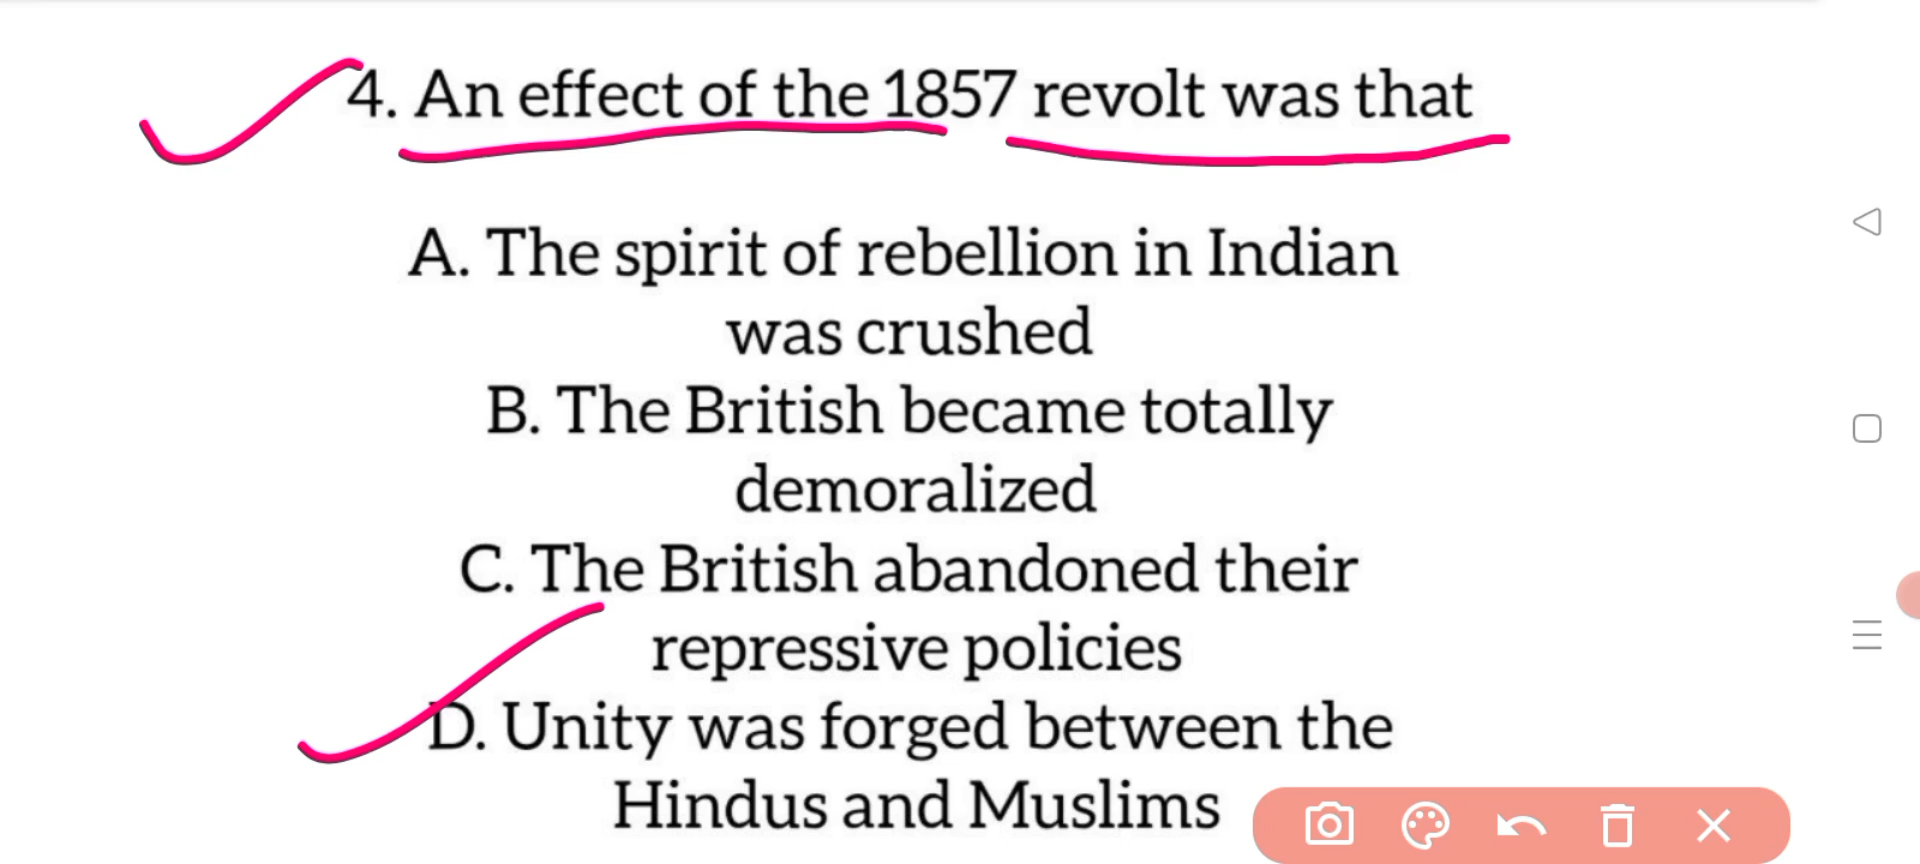 4. An effect of the 1857 revolt was that
A. The spirit of rebellion in Indian
was crushed
B. The British became totally
demoralized
C. The British abandoned their
repressive policies
D. Unity was forged between the
Hindus and Muslims